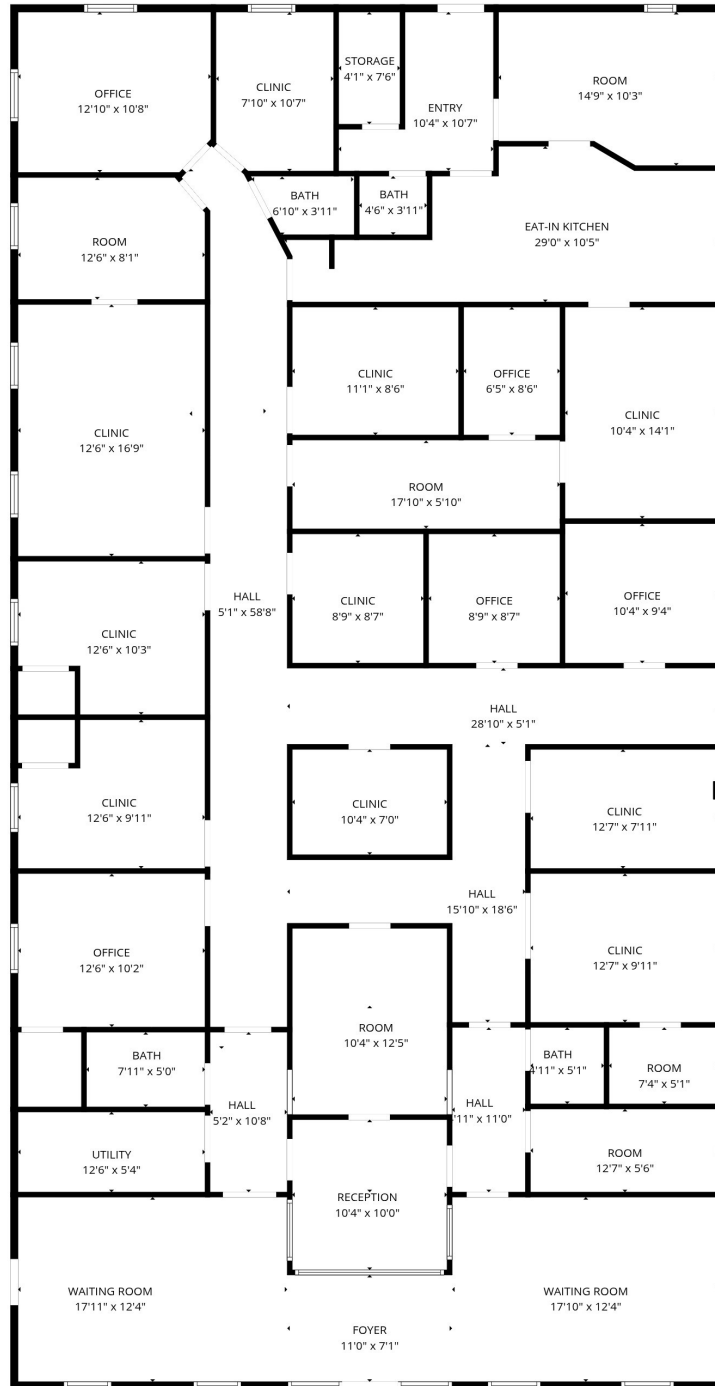 OFFICE
12'10" x 10'8"
CLINIC
7'10" x 10'7"
STORAGE
4'1" x 7'6"
ENTRY
10'4" x 10'7"
ROOM
14'9" x 10'3"
BATH
6'10" x 3'11"
BATH
4'6" x 3'11"
EAT-IN KITCHEN
29'0" x 10'5"
ROOM
12'6" x 8'1"
CLINIC
12'6" x 16'9"
CLINIC
11'1" x 8'6"
OFFICE
6'5" x 8'6"
CLINIC
10'4" x 14'1"
ROOM
17'10" x 5'10"
HALL
5'1" x 58'8"
CLINIC
8'9" x 8'7"
OFFICE
8'9" x 8'7"
OFFICE
10'4" x 9'4"
CLINIC
12'6" x 10'3"
HALL
28'10" x 5'1"
CLINIC
12'6" x 9'11"
CLINIC
10'4" x 7'0"
CLINIC
12'7" x 7'11"
HALL
15'10" x 18'6"
OFFICE
12'6" x 10'2"
CLINIC
12'7" x 9'11"
ROOM
10'4" x 12'5"
BATH
7'11" x 5'0"
BATH
4'11" x 5'1"
ROOM
7'4" x 5'1"
HALL
5'2" x 10'8"
HALL
'11" x 11'0"
UTILITY
12'6" x 5'4"
ROOM
12'7" x 5'6"
RECEPTION
10'4" x 10'0"
WAITING ROOM
17'11" x 12'4"
WAITING ROOM
17'10" x 12'4"
FOYER
11'0" x 7'1"